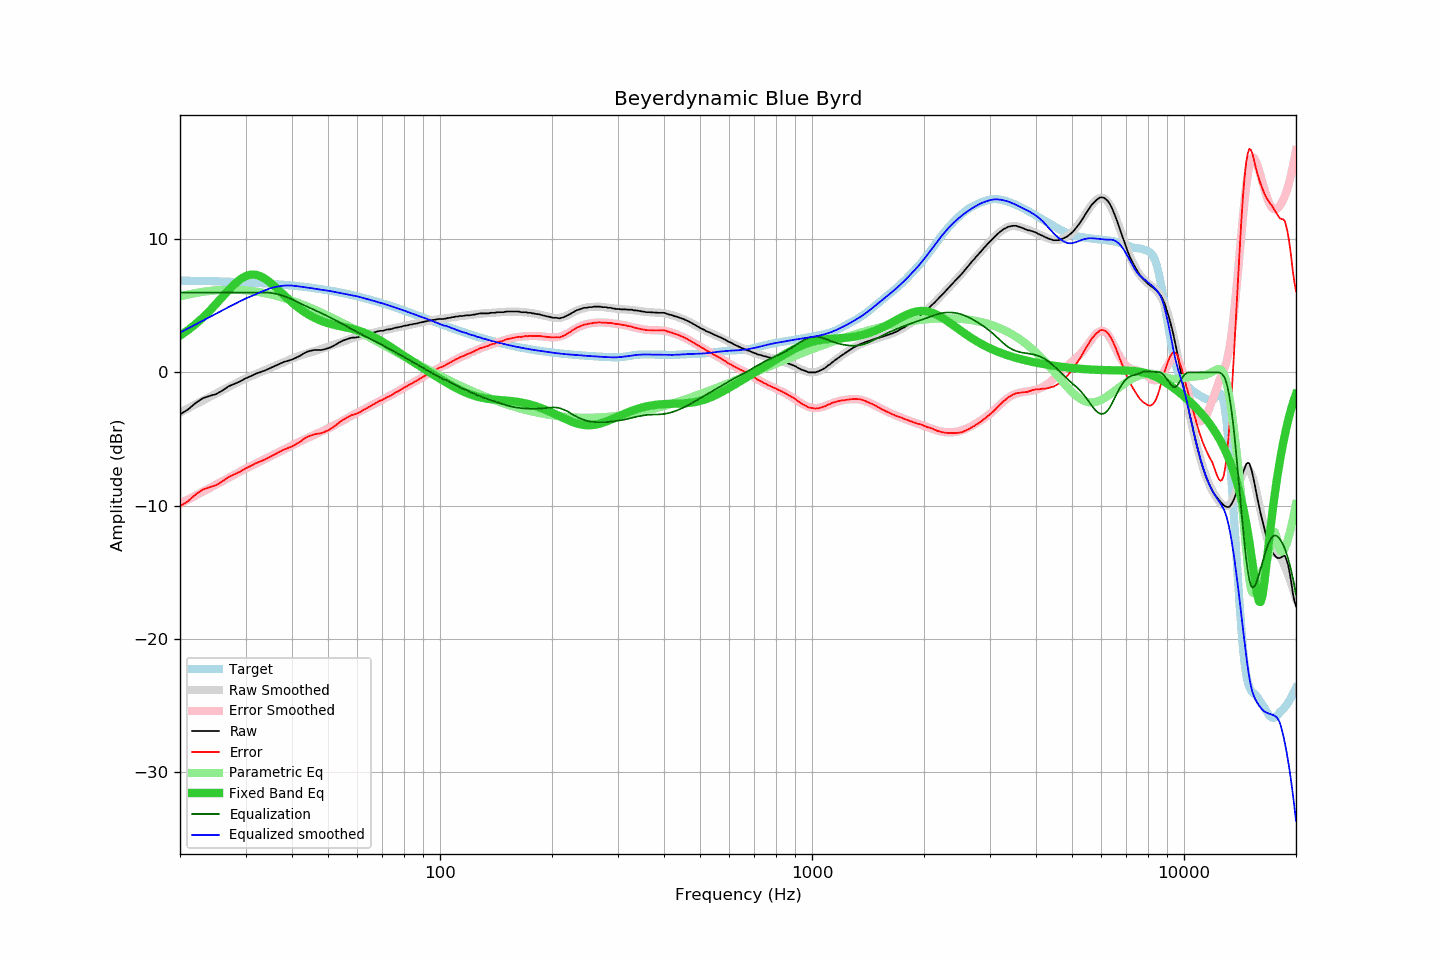 Beyerdynamic Blue Byrd
Amplitude (dBr)
10
0
−10
−20
−30
Target
Raw Smoothed
Error Smoothed
Raw
Error
Parametric Eq
Fixed Band Eq
Equalization
Equalized smoothed
100
1000
10000
Frequency (Hz)